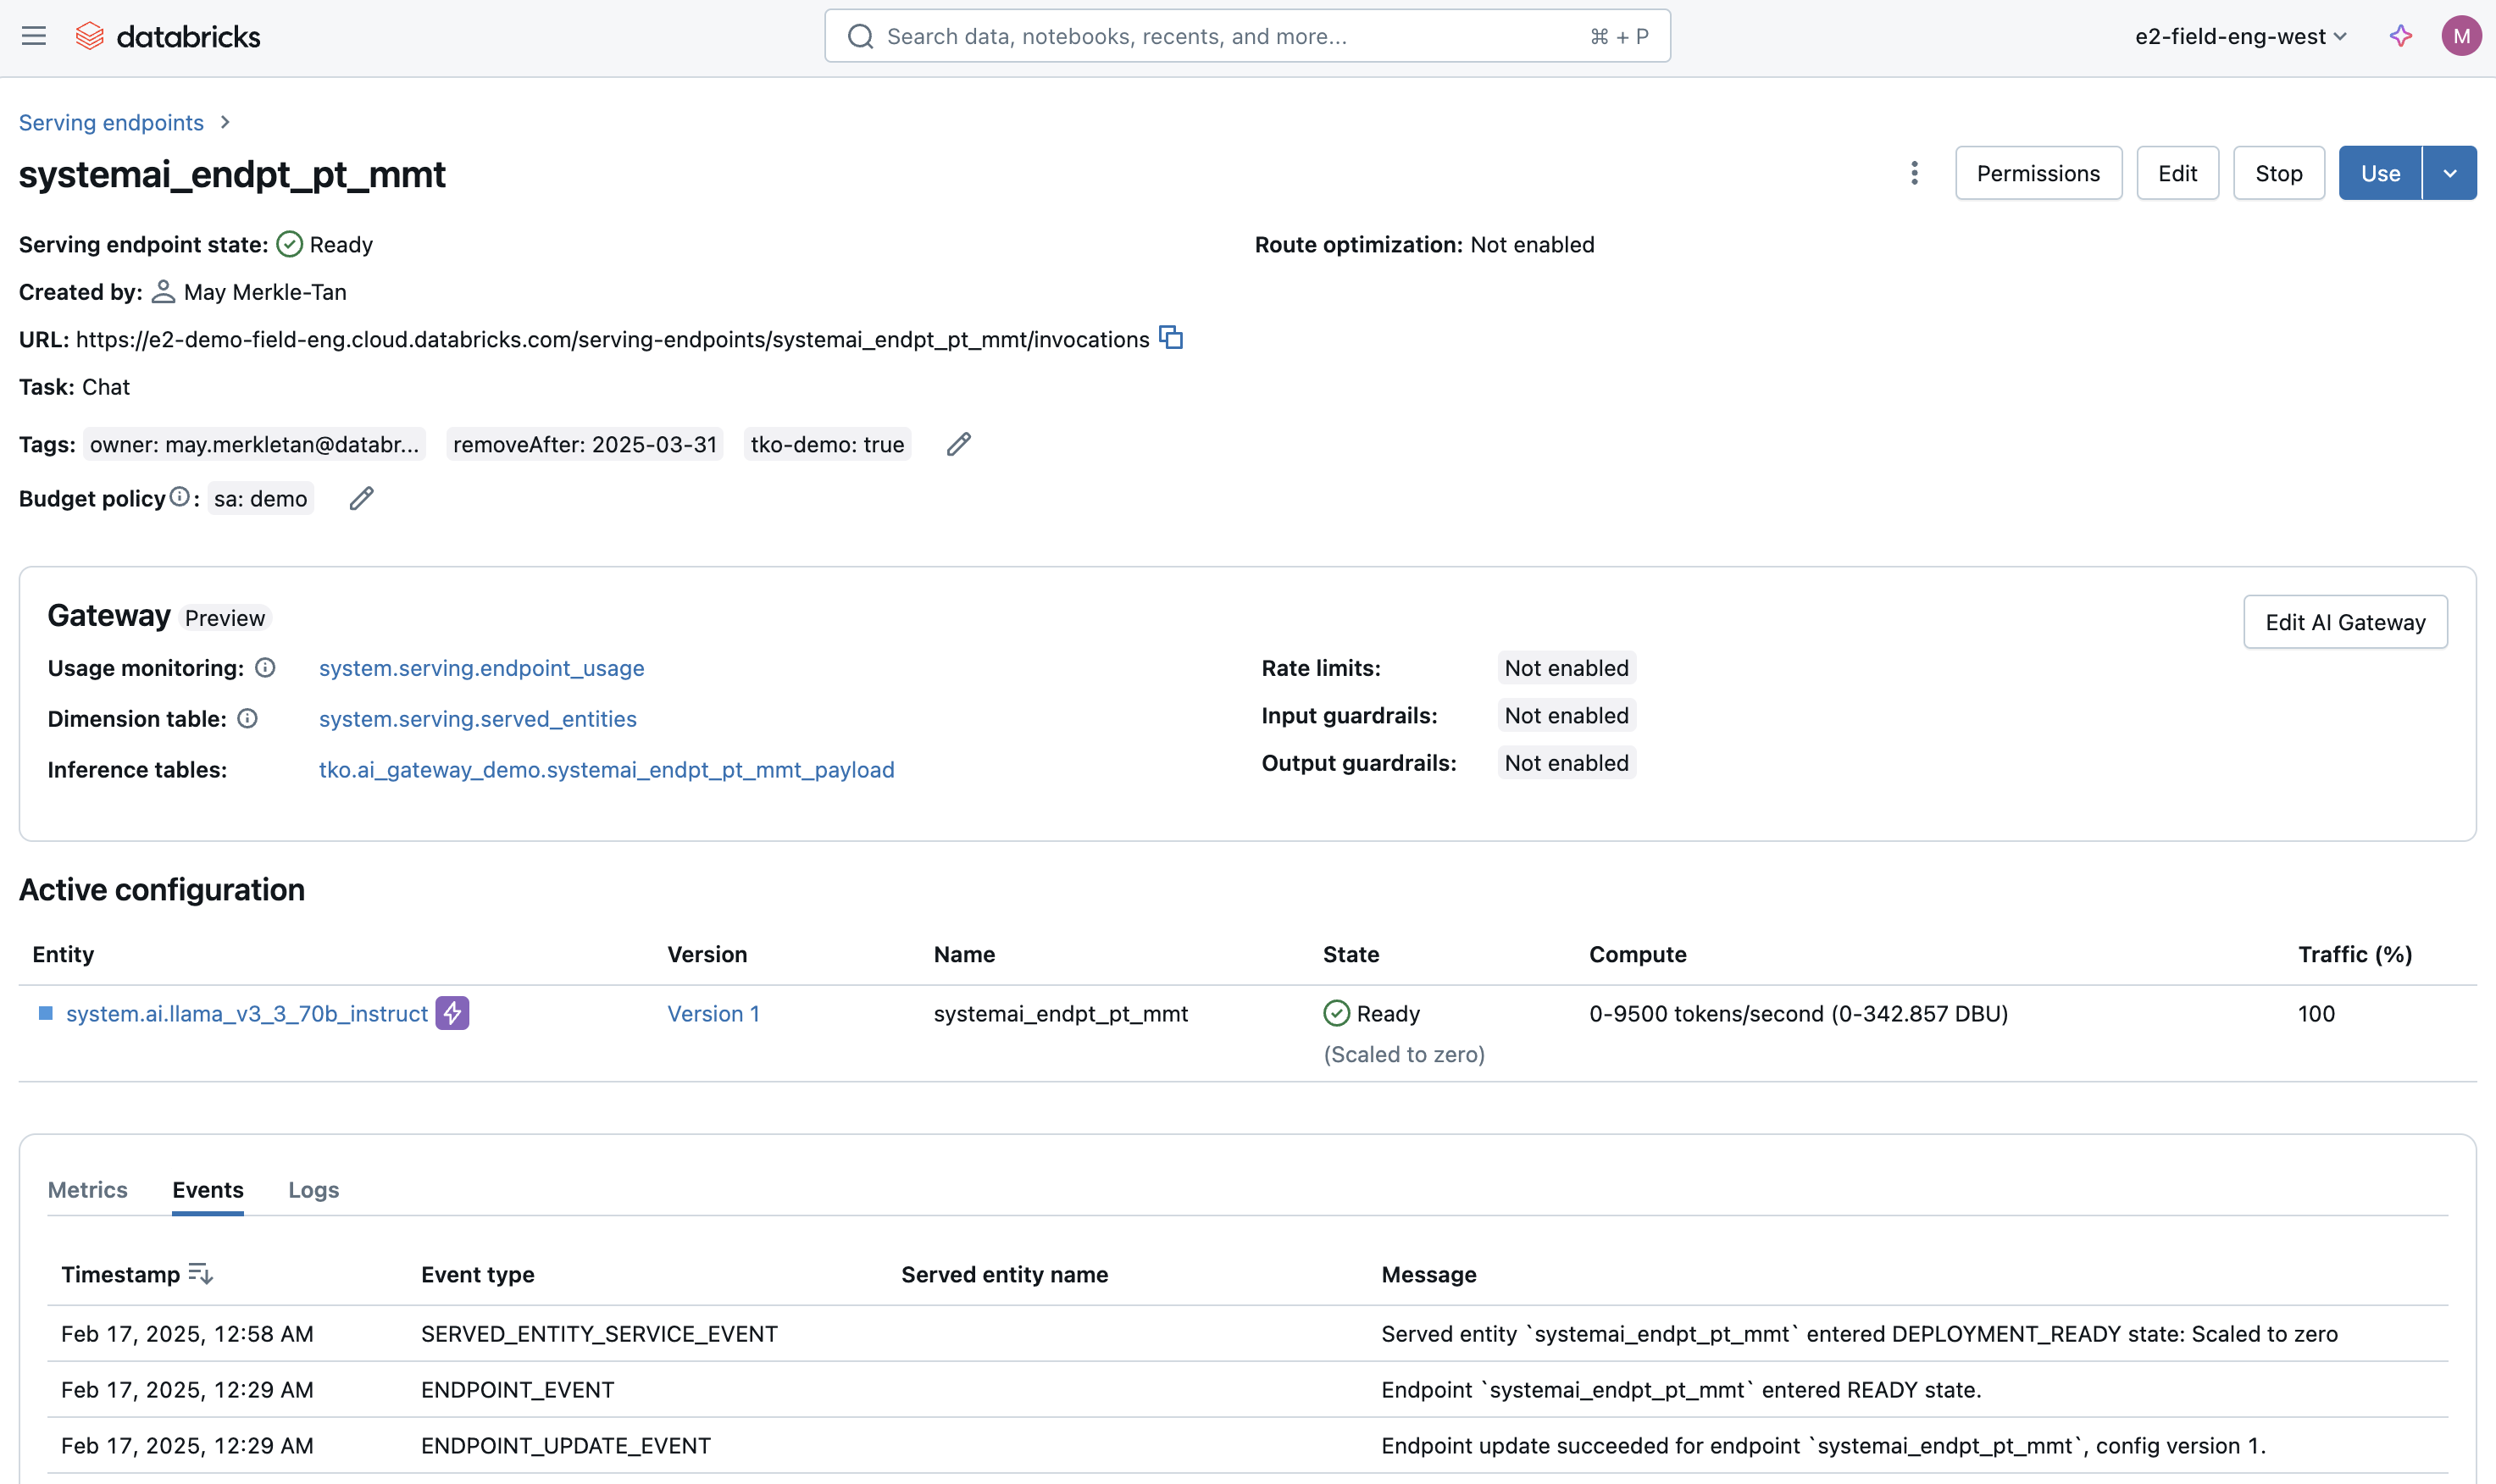 databricks
Search data, notebooks, recents, and more...
⌘ + P
e2-field-eng-west
M
Serving endpoints
systemai_endpt_pt_mmt
Permissions
Edit
Stop
Use
Serving endpoint state: Ready
Route optimization: Not enabled
Created by: May Merkle-Tan
URL: https://e2-demo-field-eng.cloud.databricks.com/serving-endpoints/systemai_endpt_pt_mmt/invocations
Task: Chat
Tags: owner: may.merkletan@databr... removeAfter: 2025-03-31 tko-demo: true
Budget policy : sa: demo
Gateway Preview
Edit AI Gateway
Usage monitoring: system.serving.endpoint_usage
Dimension table: system.serving.served_entities
Inference tables: tko.ai_gateway_demo.systemai_endpt_pt_mmt_payload
Rate limits: Not enabled
Input guardrails: Not enabled
Output guardrails: Not enabled
Active configuration
Entity Version Name State Compute Traffic (%)
system.ai.llama_v3_3_70b_instruct Version 1 systemai_endpt_pt_mmt Ready 0-9500 tokens/second (0-342.857 DBU) 100
(Scaled to zero)
Metrics Events Logs
Timestamp Event type Served entity name Message
Feb 17, 2025, 12:58 AM SERVED_ENTITY_SERVICE_EVENT Served entity `systemai_endpt_pt_mmt` entered DEPLOYMENT_READY state: Scaled to zero
Feb 17, 2025, 12:29 AM ENDPOINT_EVENT Endpoint `systemai_endpt_pt_mmt` entered READY state.
Feb 17, 2025, 12:29 AM ENDPOINT_UPDATE_EVENT Endpoint update succeeded for endpoint `systemai_endpt_pt_mmt`, config version 1.